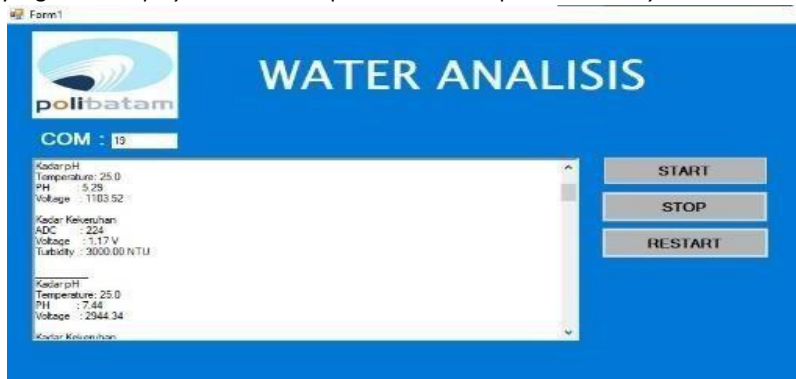 Form1
polibatam
WATER ANALISIS
COM : 19
Kadar pH
Temperature: 25.0
PH : 5.29
Voltage : 1103.52
Kadar Kekeruhan
ADC : 224
Voltage : 1.17 V
Turbidity : 3000.00 NTU
Kadar pH
Temperature: 25.0
PH : 7.44
Voltage : 2944.34
Kadar Kekeruhan
START
STOP
RESTART